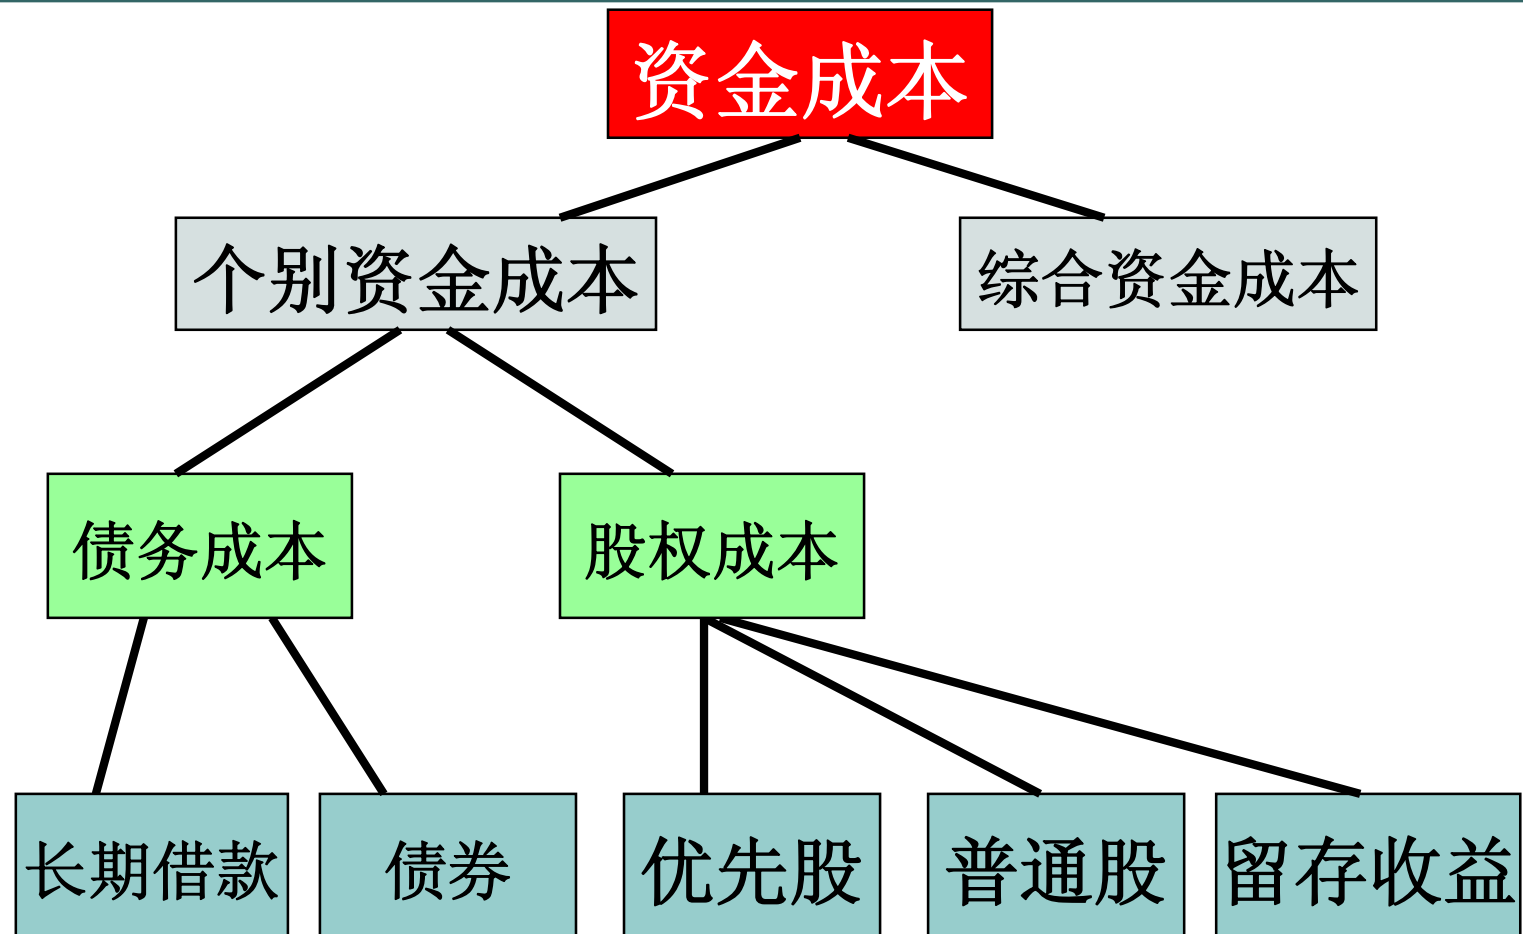 资金成本
个别资金成本
综合资金成本
债务成本
股权成本
长期借款
债券
优先股
普通股
留存收益